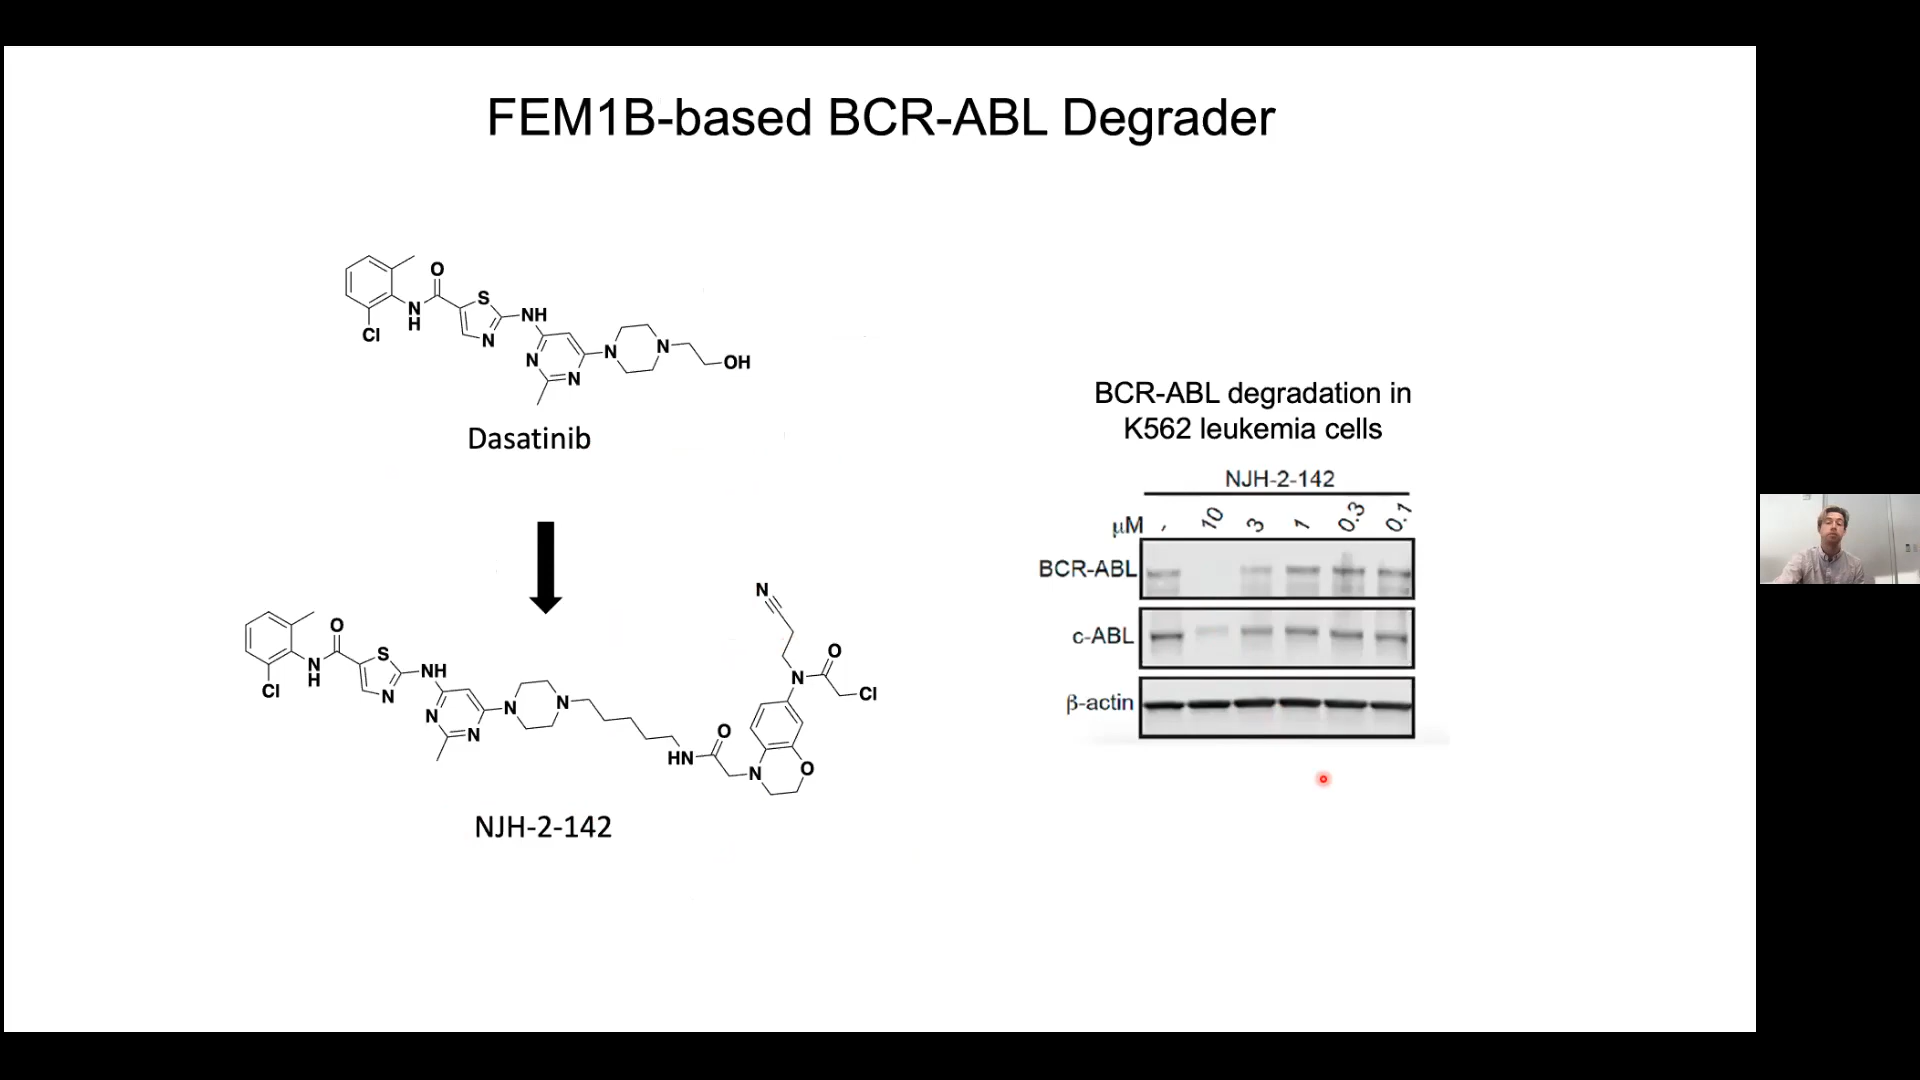 FEM1B-based BCR-ABL Degrader
O
S
NH
N
H
Cl
N
N
N
N
N
OH
Dasatinib
N
O
S
NH
N
H
Cl
N
N
N
N
N
HN
O
N
O
N
O
Cl
NJH-2-142
BCR-ABL degradation in
K562 leukemia cells
NJH-2-142
μM - 10 3 1 0.3 0.1
BCR-ABL
c-ABL
β-actin